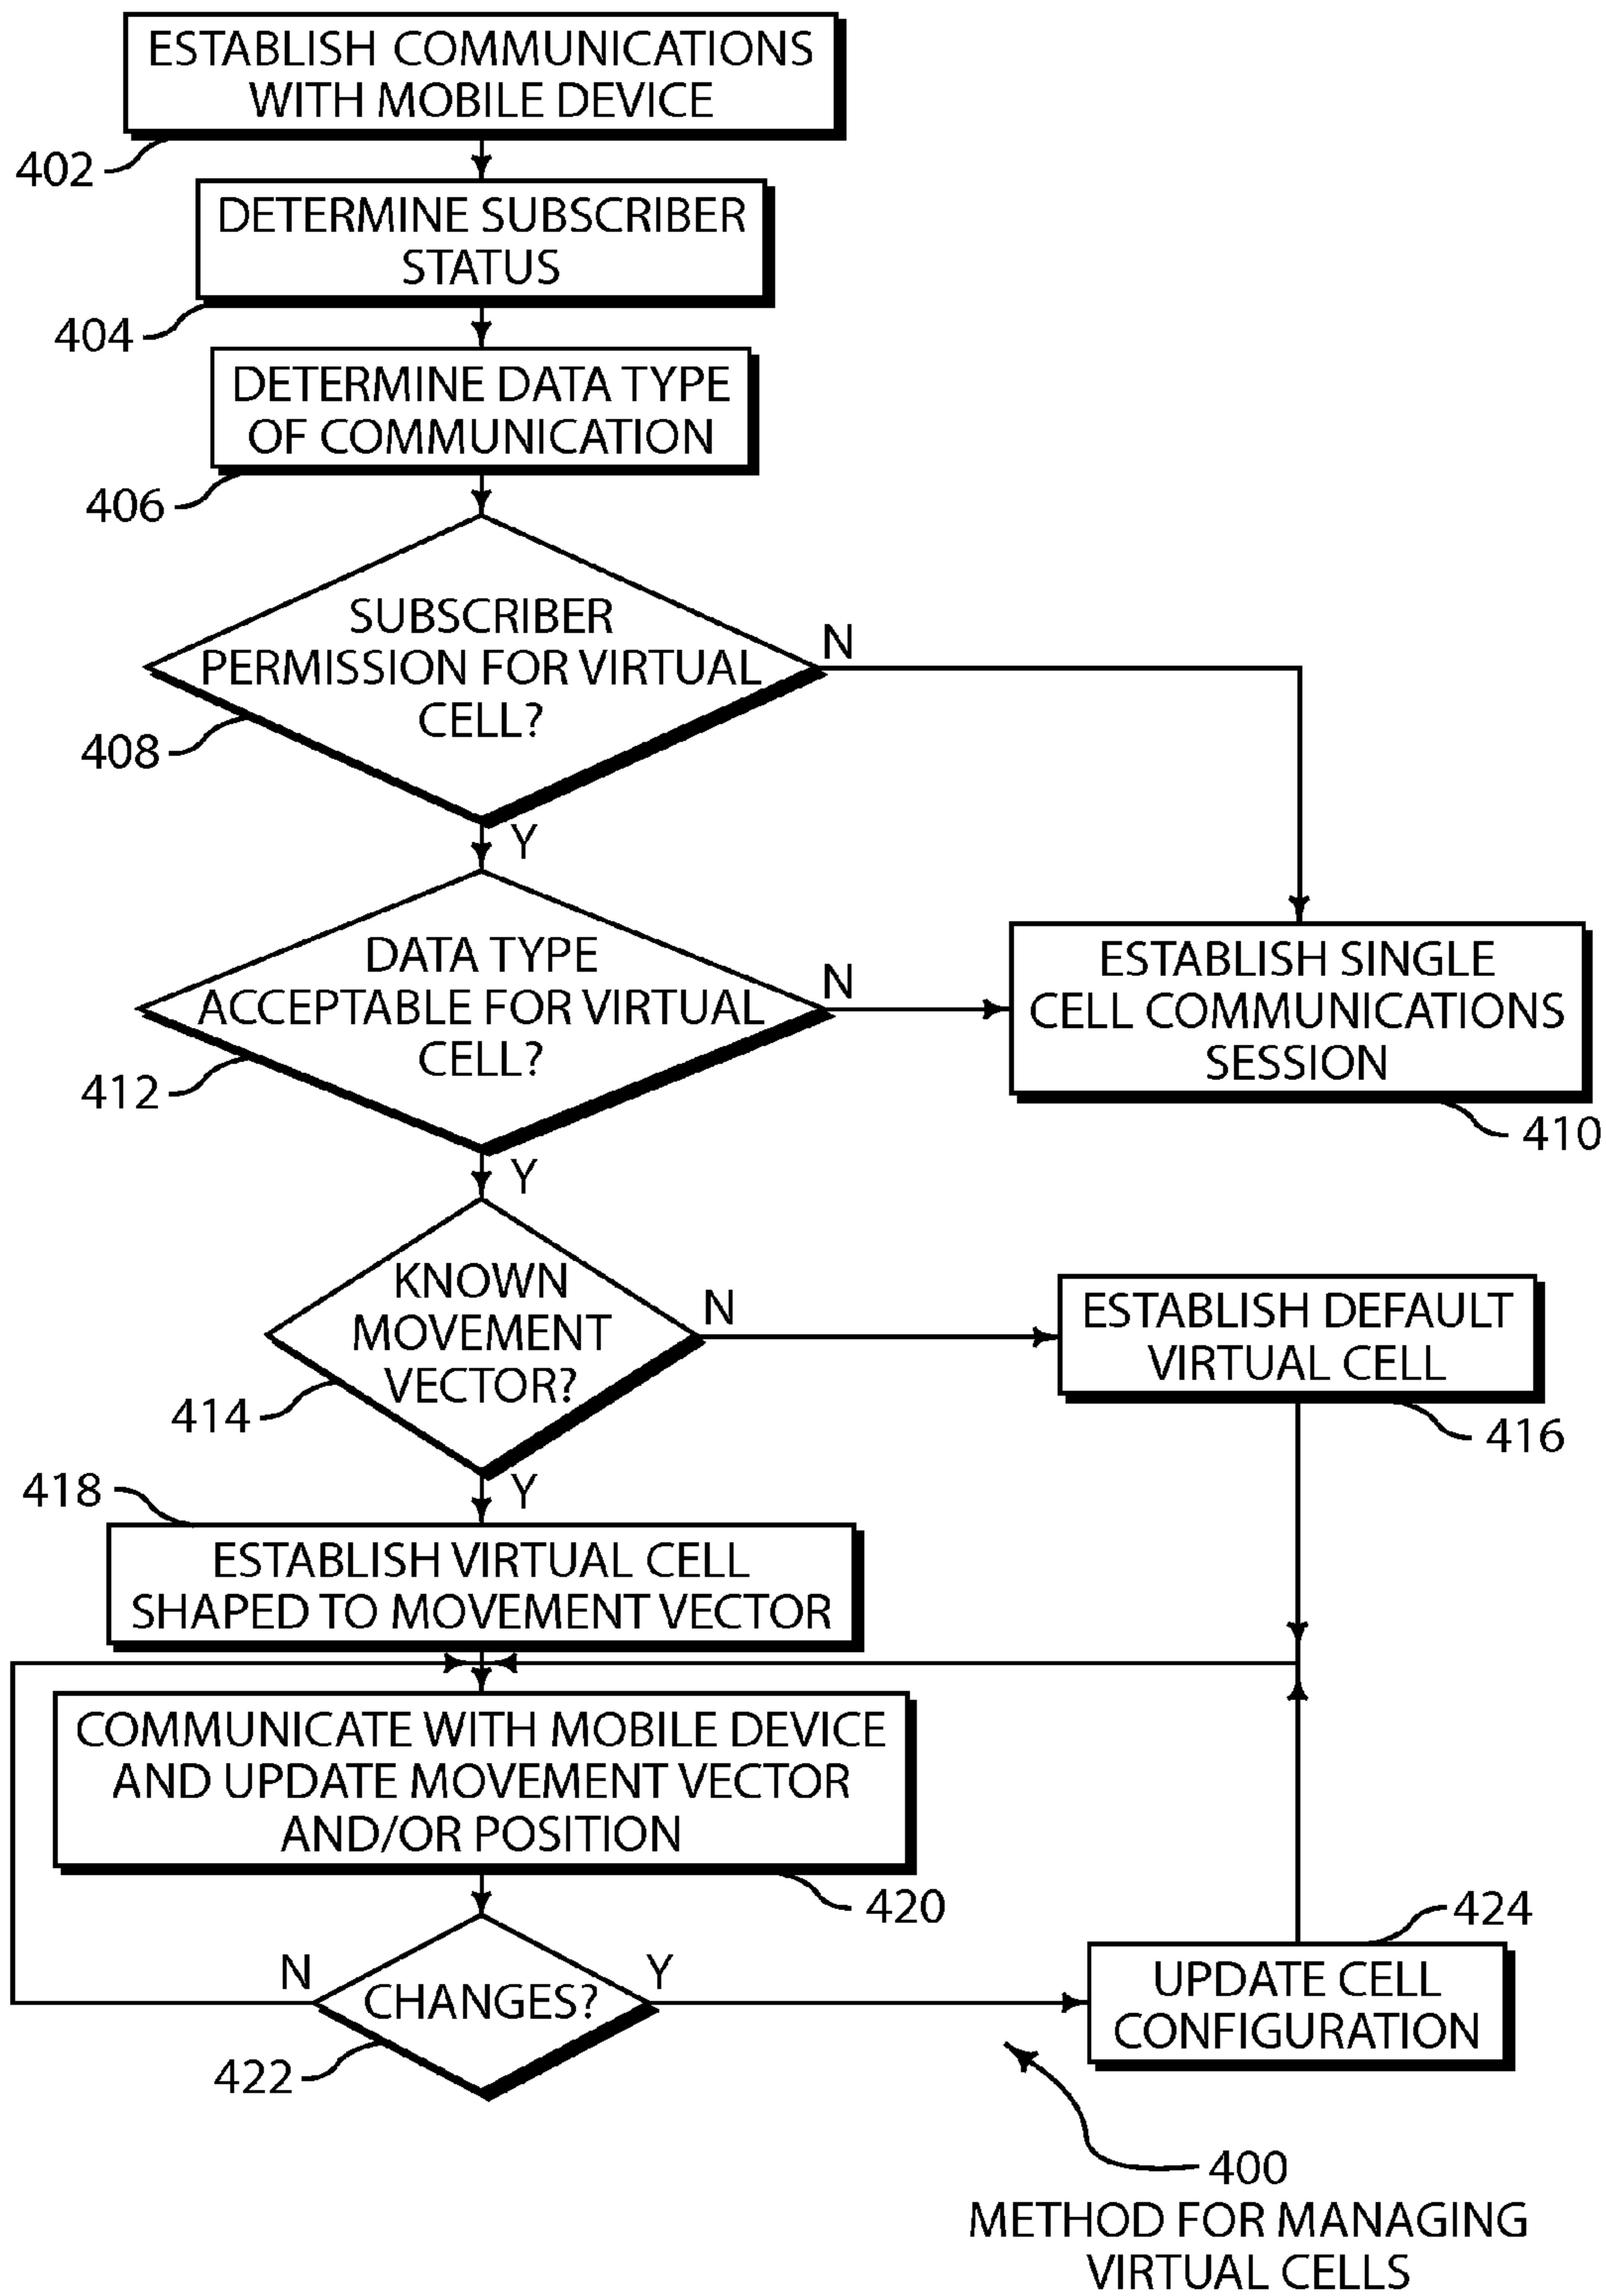 ESTABLISH COMMUNICATIONS
WITH MOBILE DEVICE
402
DETERMINE SUBSCRIBER
STATUS
404
DETERMINE DATA TYPE
OF COMMUNICATION
406
SUBSCRIBER
PERMISSION FOR VIRTUAL
CELL?
N
408
Y
DATA TYPE
ACCEPTABLE FOR VIRTUAL
CELL?
N
412
ESTABLISH SINGLE
CELL COMMUNICATIONS
SESSION
410
Y
KNOWN
MOVEMENT
VECTOR?
N
414
ESTABLISH DEFAULT
VIRTUAL CELL
416
Y
418
ESTABLISH VIRTUAL CELL
SHAPED TO MOVEMENT VECTOR
COMMUNICATE WITH MOBILE DEVICE
AND UPDATE MOVEMENT VECTOR
AND/OR POSITION
420
N
CHANGES?
Y
422
424
UPDATE CELL
CONFIGURATION
400
METHOD FOR MANAGING
VIRTUAL CELLS